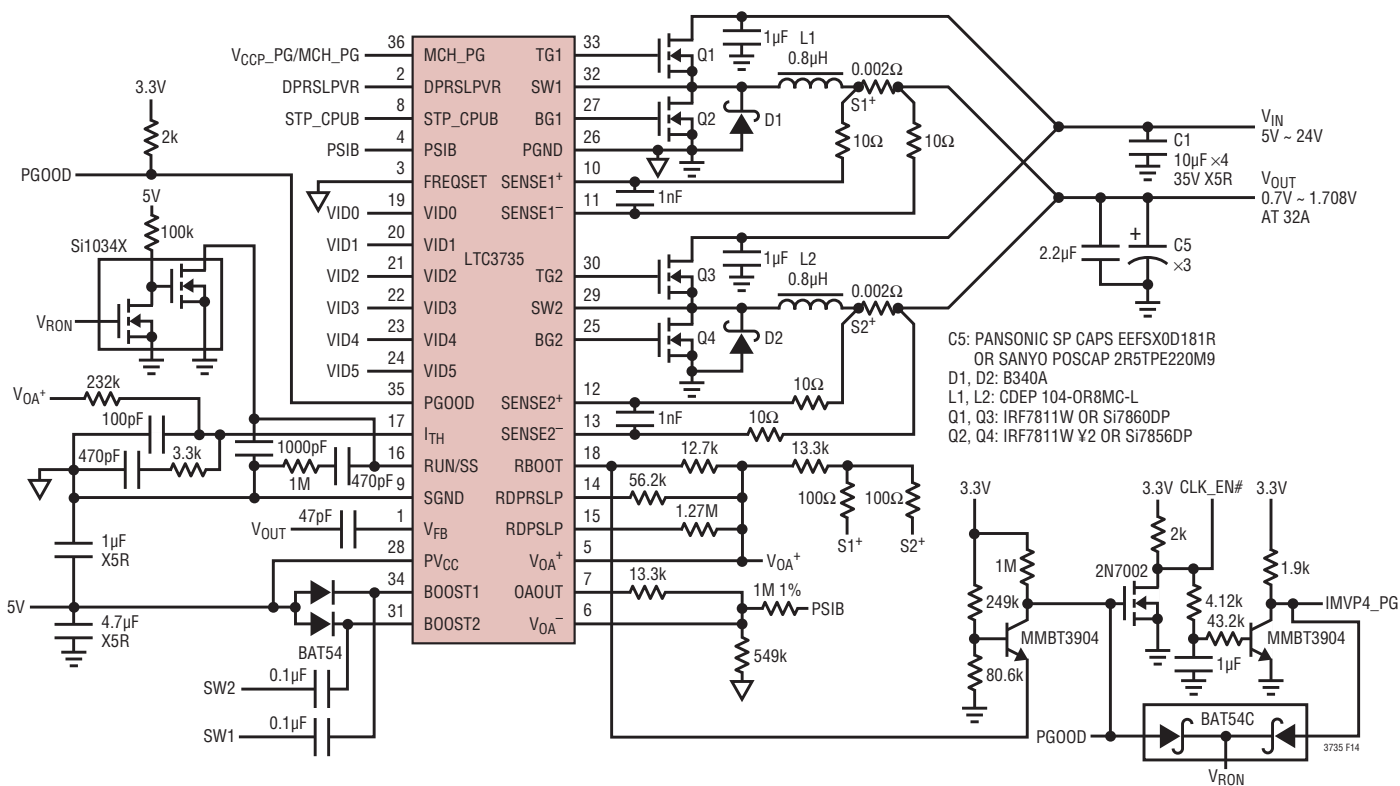 V_CCP_PG/MCH_PG
36
MCH_PG
DPRSLPVR
2
DPRSLPVR
STP_CPUB
8
STP_CPUB
PSIB
4
PSIB
3
FREQSET
3.3V
2k
PGOOD
5V
100k
Si1034X
V_RON
VID0
19
VID0
VID1
20
VID1
VID2
21
VID2
VID3
22
VID3
VID4
23
VID4
VID5
24
VID5
35
PGOOD
V_OA+
232k
100pF
17
I_TH
470pF
3.3k
1000pF
1M
470pF
16
RUN/SS
9
SGND
V_OUT
47pF
1
V_FB
1µF
X5R
28
PV_CC
5V
34
BOOST1
31
BOOST2
4.7µF
X5R
BAT54
0.1µF
SW2
0.1µF
SW1
LTC3735
TG1
33
SW1
32
BG1
27
PGND
26
SENSE1+
10
SENSE1−
11
TG2
30
SW2
29
BG2
25
SENSE2+
12
SENSE2−
13
RBOOT
18
RDPRSLP
14
RDPSLP
15
V_OA+
5
OAOUT
7
V_OA−
6
Q1
1µF
L1
0.8µH
0.002Ω
S1+
Q2
D1
10Ω
10Ω
1nF
Q3
1µF
L2
0.8µH
0.002Ω
S2+
Q4
D2
10Ω
1nF
10Ω
12.7k
13.3k
56.2k
100Ω
100Ω
1.27M
S1+
S2+
V_OA+
13.3k
1M 1%
PSIB
549k
V_IN
5V ~ 24V
C1
10µF ×4
35V X5R
V_OUT
0.7V ~ 1.708V
AT 32A
2.2µF
+
C5
×3
C5: PANSONIC SP CAPS EEFSX0D181R
OR SANYO POSCAP 2R5TPE220M9
D1, D2: B340A
L1, L2: CDEP 104-OR8MC-L
Q1, Q3: IRF7811W OR Si7860DP
Q2, Q4: IRF7811W ¥2 OR Si7856DP
3.3V
1M
249k
80.6k
MMBT3904
3.3V
CLK_EN#
3.3V
2k
2N7002
4.12k
43.2k
1µF
1.9k
IMVP4_PG
MMBT3904
PGOOD
BAT54C
V_RON
3735 F14